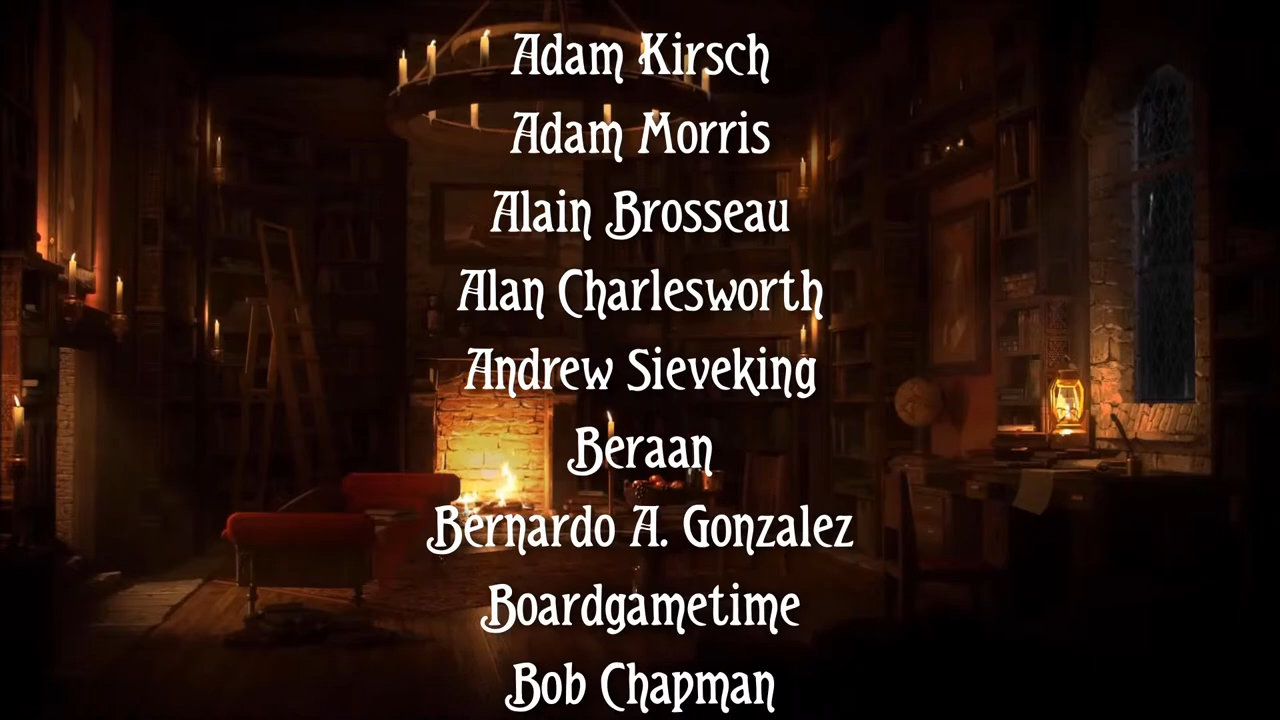 Adam Kirsch
Adam Morris
Alain Brosseau
Alan Charlesworth
Andrew Sieveking
Beraan
Bernardo A. Gonzalez
Boardgametime
Bob Chapman